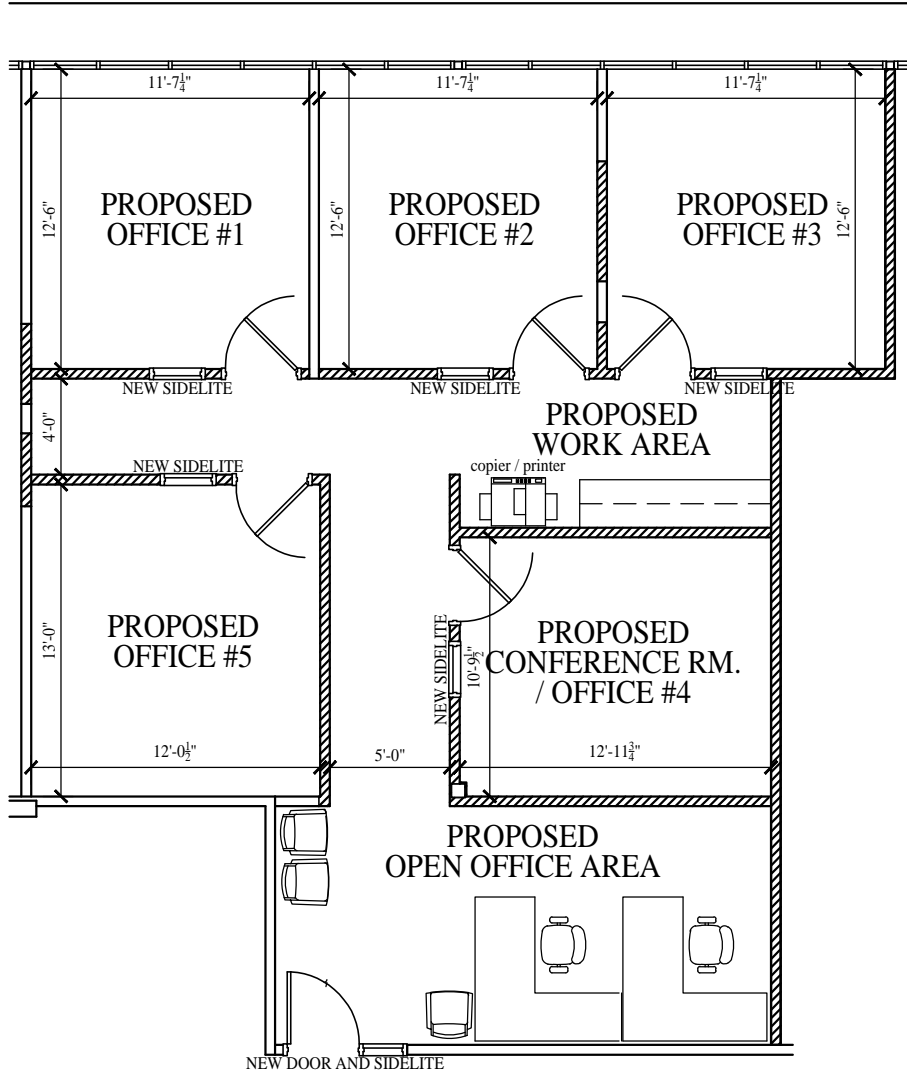 11'-7¼"
11'-7¼"
11'-7¼"
12'-6"
PROPOSED
OFFICE #1
12'-6"
PROPOSED
OFFICE #2
PROPOSED
OFFICE #3
12'-6"
NEW SIDELITE
NEW SIDELITE
NEW SIDELITE
4'-0"
PROPOSED
WORK AREA
NEW SIDELITE
copier / printer
13'-0"
PROPOSED
OFFICE #5
NEW SIDELITE
10'-9½"
PROPOSED
CONFERENCE RM.
/ OFFICE #4
12'-0½"
5'-0"
12'-11¾"
PROPOSED
OPEN OFFICE AREA
NEW DOOR AND SIDELITE